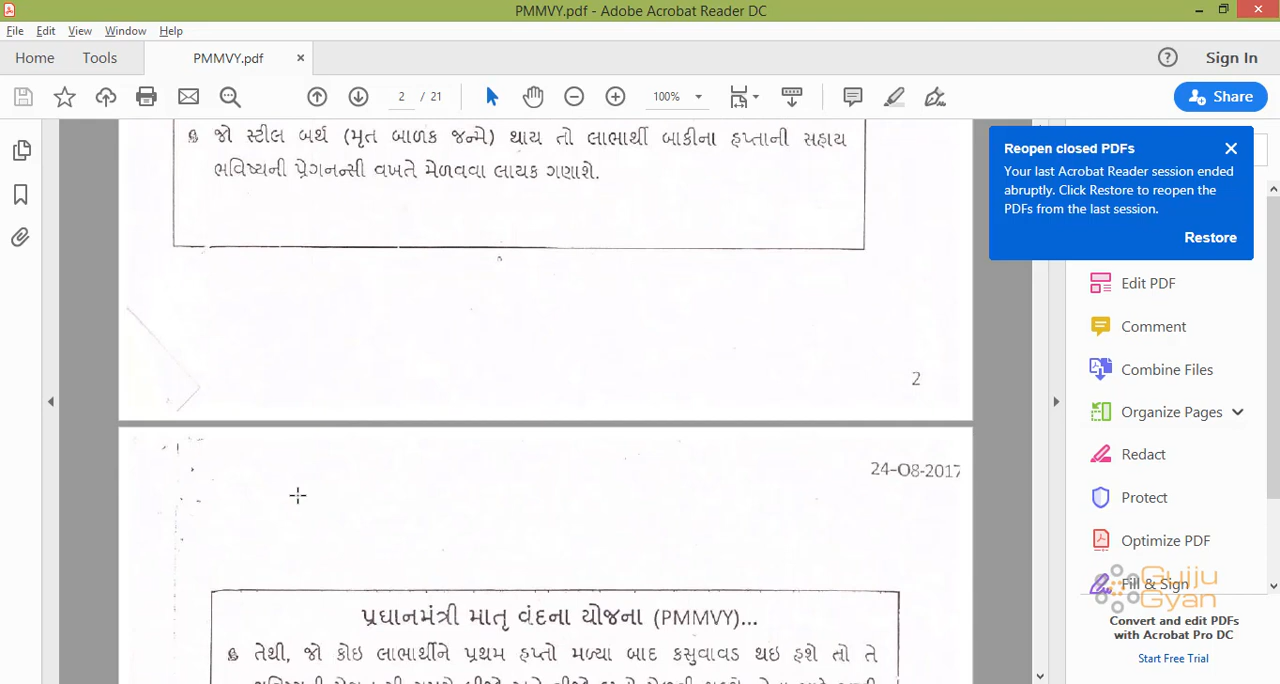 PMMVY.pdf - Adobe Acrobat Reader DC
File Edit View Window Help
Home Tools PMMVY.pdf
Sign In
2 / 21 100% Share
જો સ્ટીલ બર્થ (મૃત બાળક જન્મે) થાય તો લાભાર્થી બાકીના હપ્તાની સહાય
ભવિષ્યની પ્રેગનન્સી વખતે મેળવવા લાયક ગણાશે.
2
24-08-2017
પ્રધાનમંત્રી માતૃ વંદના યોજના (PMMVY)...
તેથી, જો કોઇ લાભાર્થીને પ્રથમ હપ્તો મળ્યા બાદ કસુવાવડ થઇ હશે તો તે
Reopen closed PDFs
Your last Acrobat Reader session ended
abruptly. Click Restore to reopen the
PDFs from the last session.
Restore
Edit PDF
Comment
Combine Files
Organize Pages
Redact
Protect
Optimize PDF
Fill & Sign
Gujju
Gyan
Convert and edit PDFs
with Acrobat Pro DC
Start Free Trial